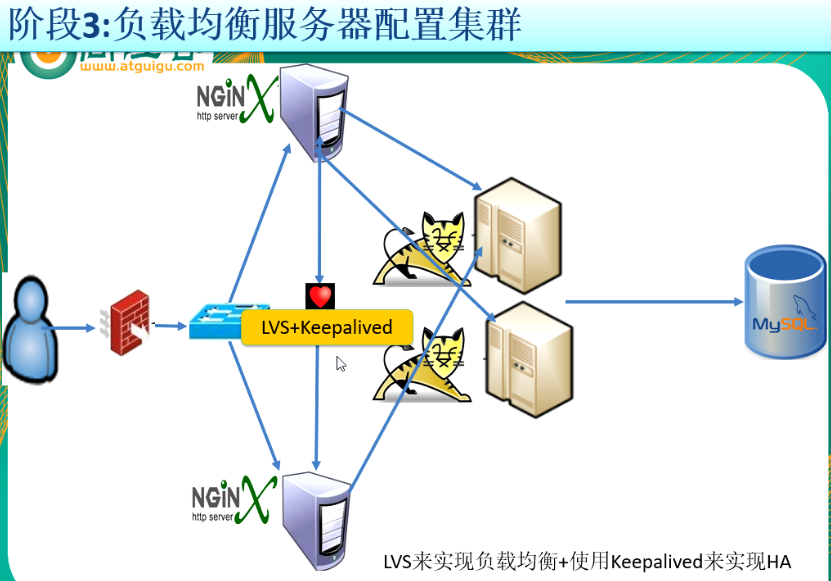 阶段3:负载均衡服务器配置集群
www.atguigu.com
NGiNX
http server
LVS+Keepalived
MySQL
NGiNX
http server
LVS来实现负载均衡+使用Keepalived来实现HA